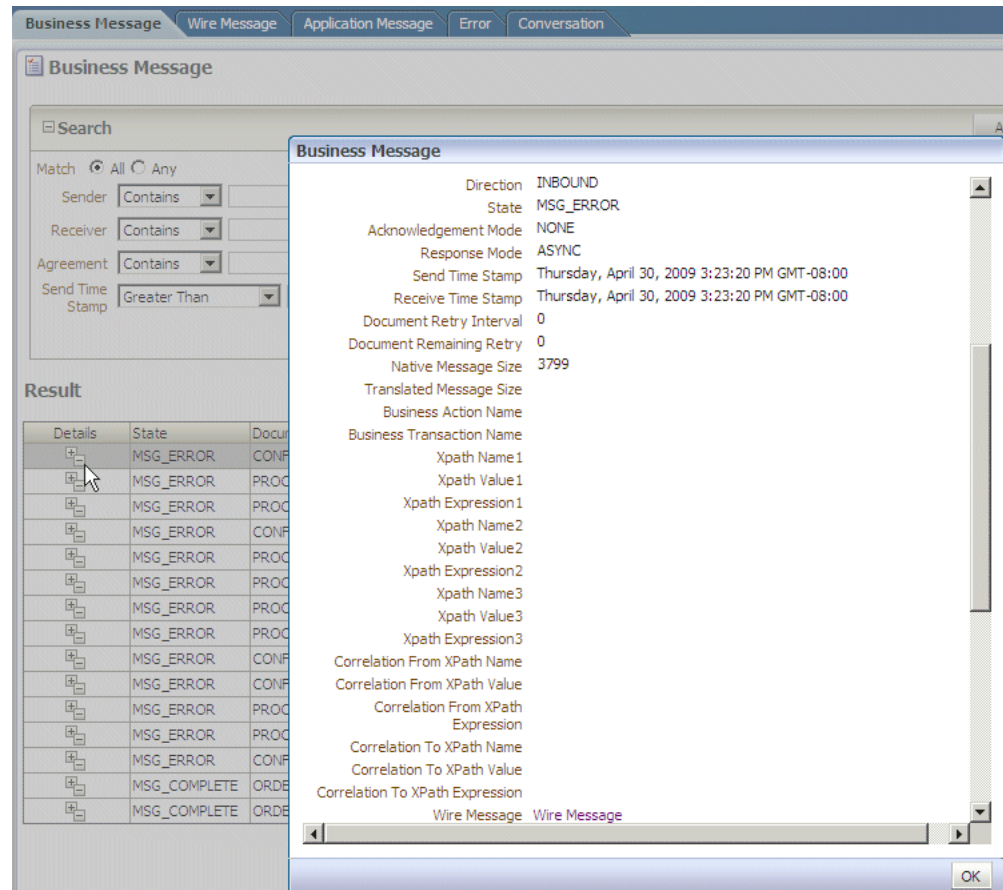 Business Message Wire Message Application Message Error Conversation
Business Message
Search
Match All Any
Sender Contains
Receiver Contains
Agreement Contains
Send Time Stamp Greater Than
Result
Details State
MSG_ERROR
MSG_ERROR
MSG_ERROR
MSG_ERROR
MSG_ERROR
MSG_ERROR
MSG_ERROR
MSG_ERROR
MSG_ERROR
MSG_ERROR
MSG_ERROR
MSG_ERROR
MSG_ERROR
MSG_COMPLETE
MSG_COMPLETE
Business Message
Direction INBOUND
State MSG_ERROR
Acknowledgement Mode NONE
Response Mode ASYNC
Send Time Stamp Thursday, April 30, 2009 3:23:20 PM GMT-08:00
Receive Time Stamp Thursday, April 30, 2009 3:23:20 PM GMT-08:00
Document Retry Interval 0
Document Remaining Retry 0
Native Message Size 3799
Translated Message Size
Business Action Name
Business Transaction Name
Xpath Name1
Xpath Value1
Xpath Expression1
Xpath Name2
Xpath Value2
Xpath Expression2
Xpath Name3
Xpath Value3
Xpath Expression3
Correlation From XPath Name
Correlation From XPath Value
Correlation From XPath
Expression
Correlation To XPath Name
Correlation To XPath Value
Correlation To XPath Expression
Wire Message Wire Message
OK